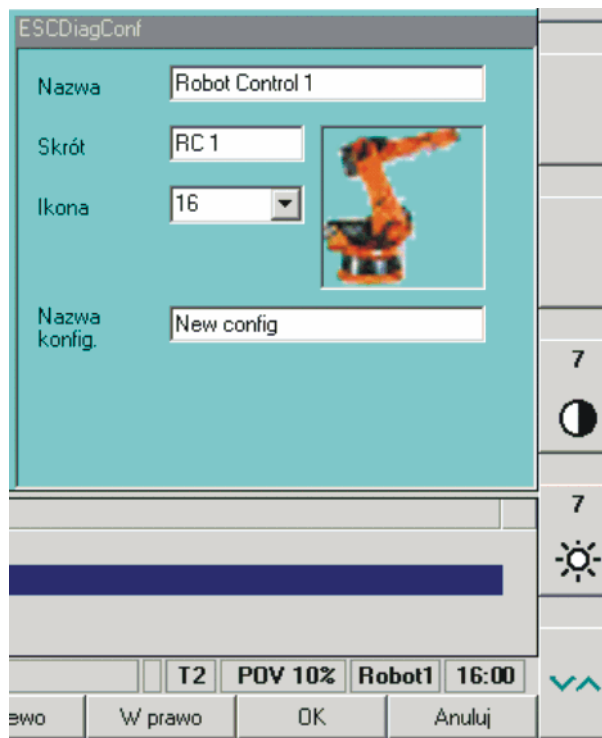 ESCDiagConf
Nazwa Robot Control 1
Skrót RC 1
Ikona 16
Nazwa
konfig. New config
7
7
T2 POV 10% Robot1 16:00
ewo W prawo OK Anuluj